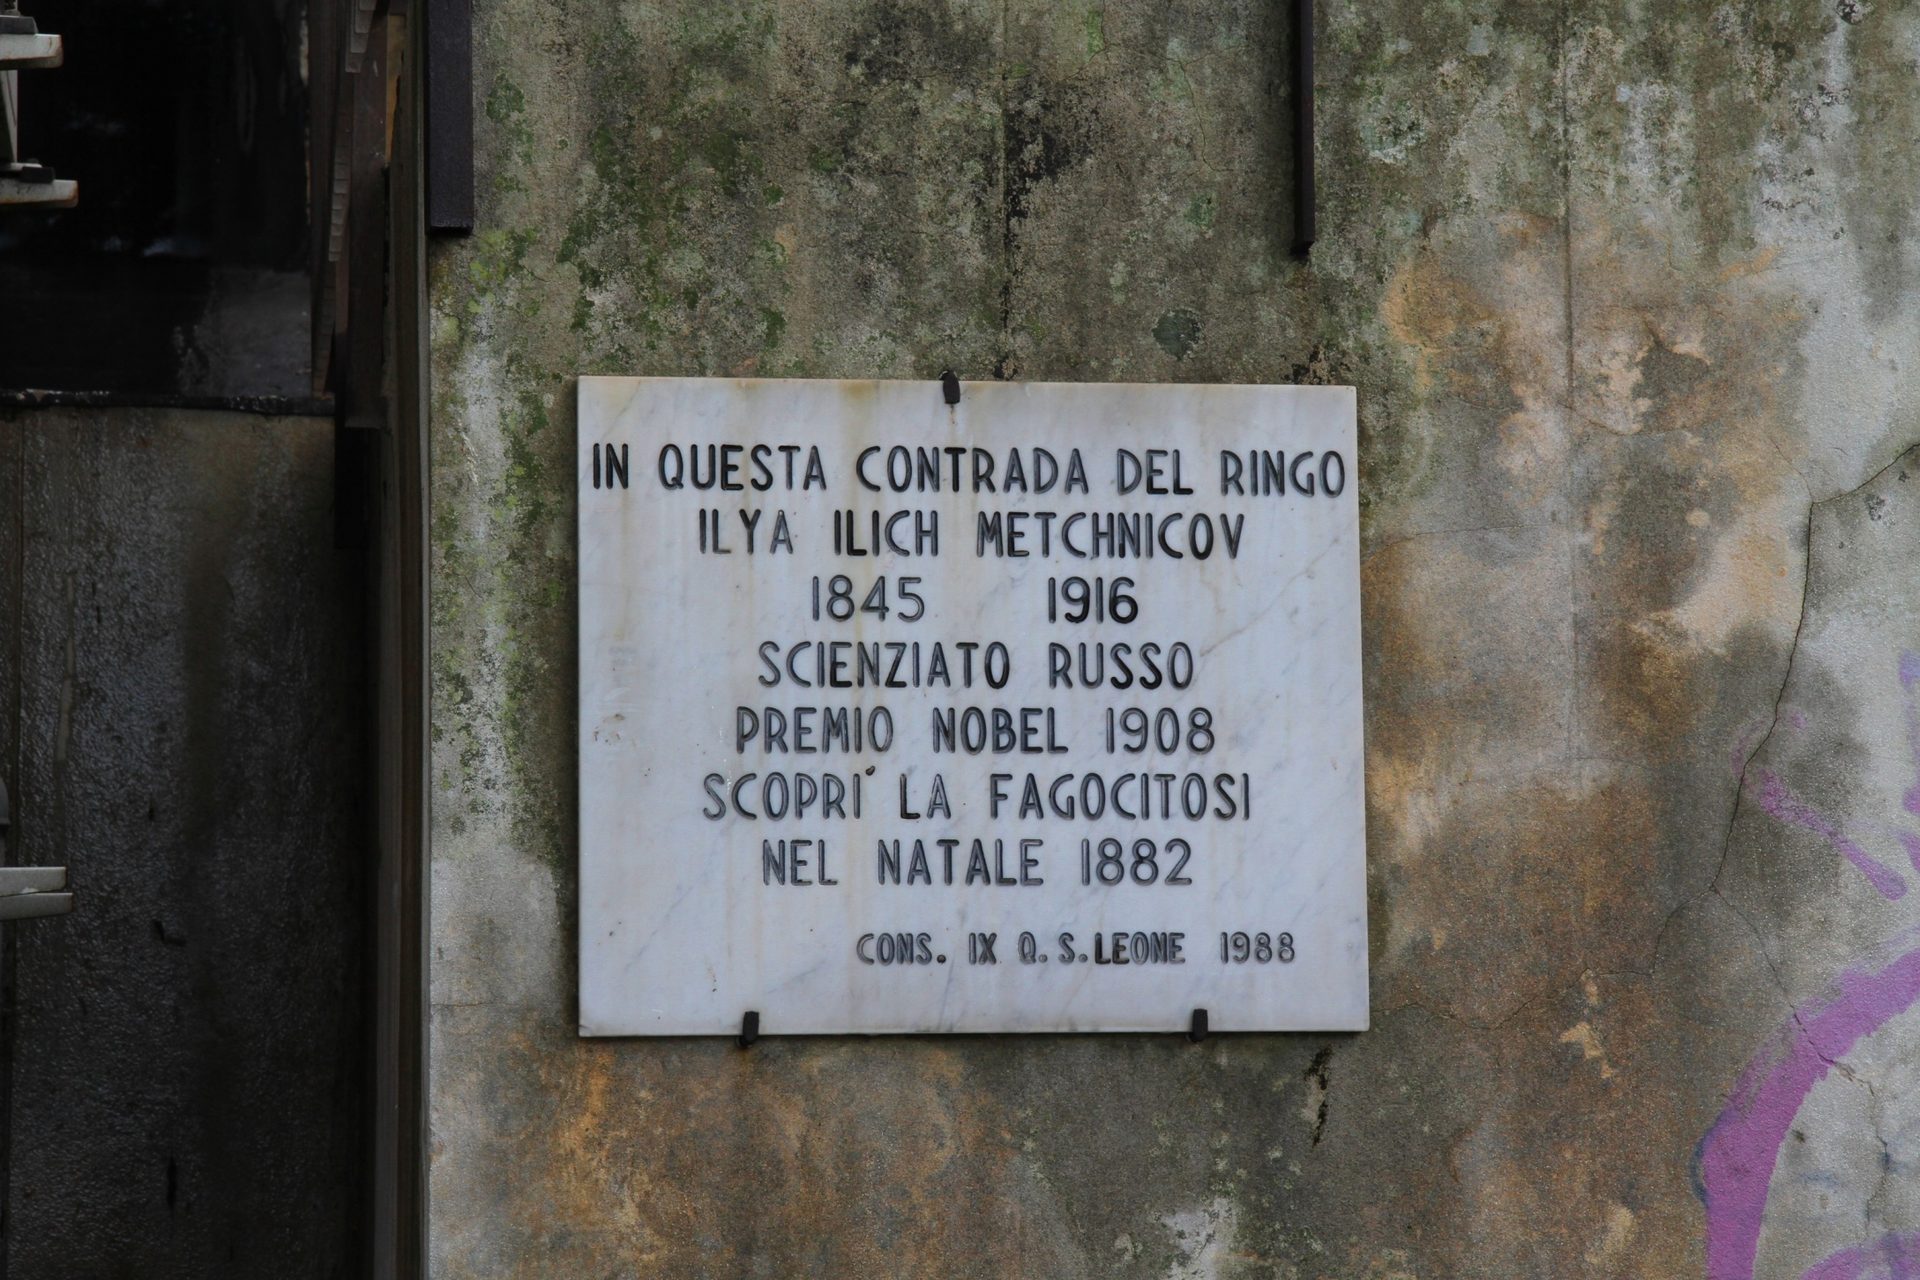 IN QUESTA CONTRADA DEL RINGO
ILYA ILICH METCHNICOV
1845 1916
SCIENZIATO RUSSO
PREMIO NOBEL 1908
SCOPRI´ LA FAGOCITOSI
NEL NATALE 1882
CONS. IX Q. S. LEONE 1988